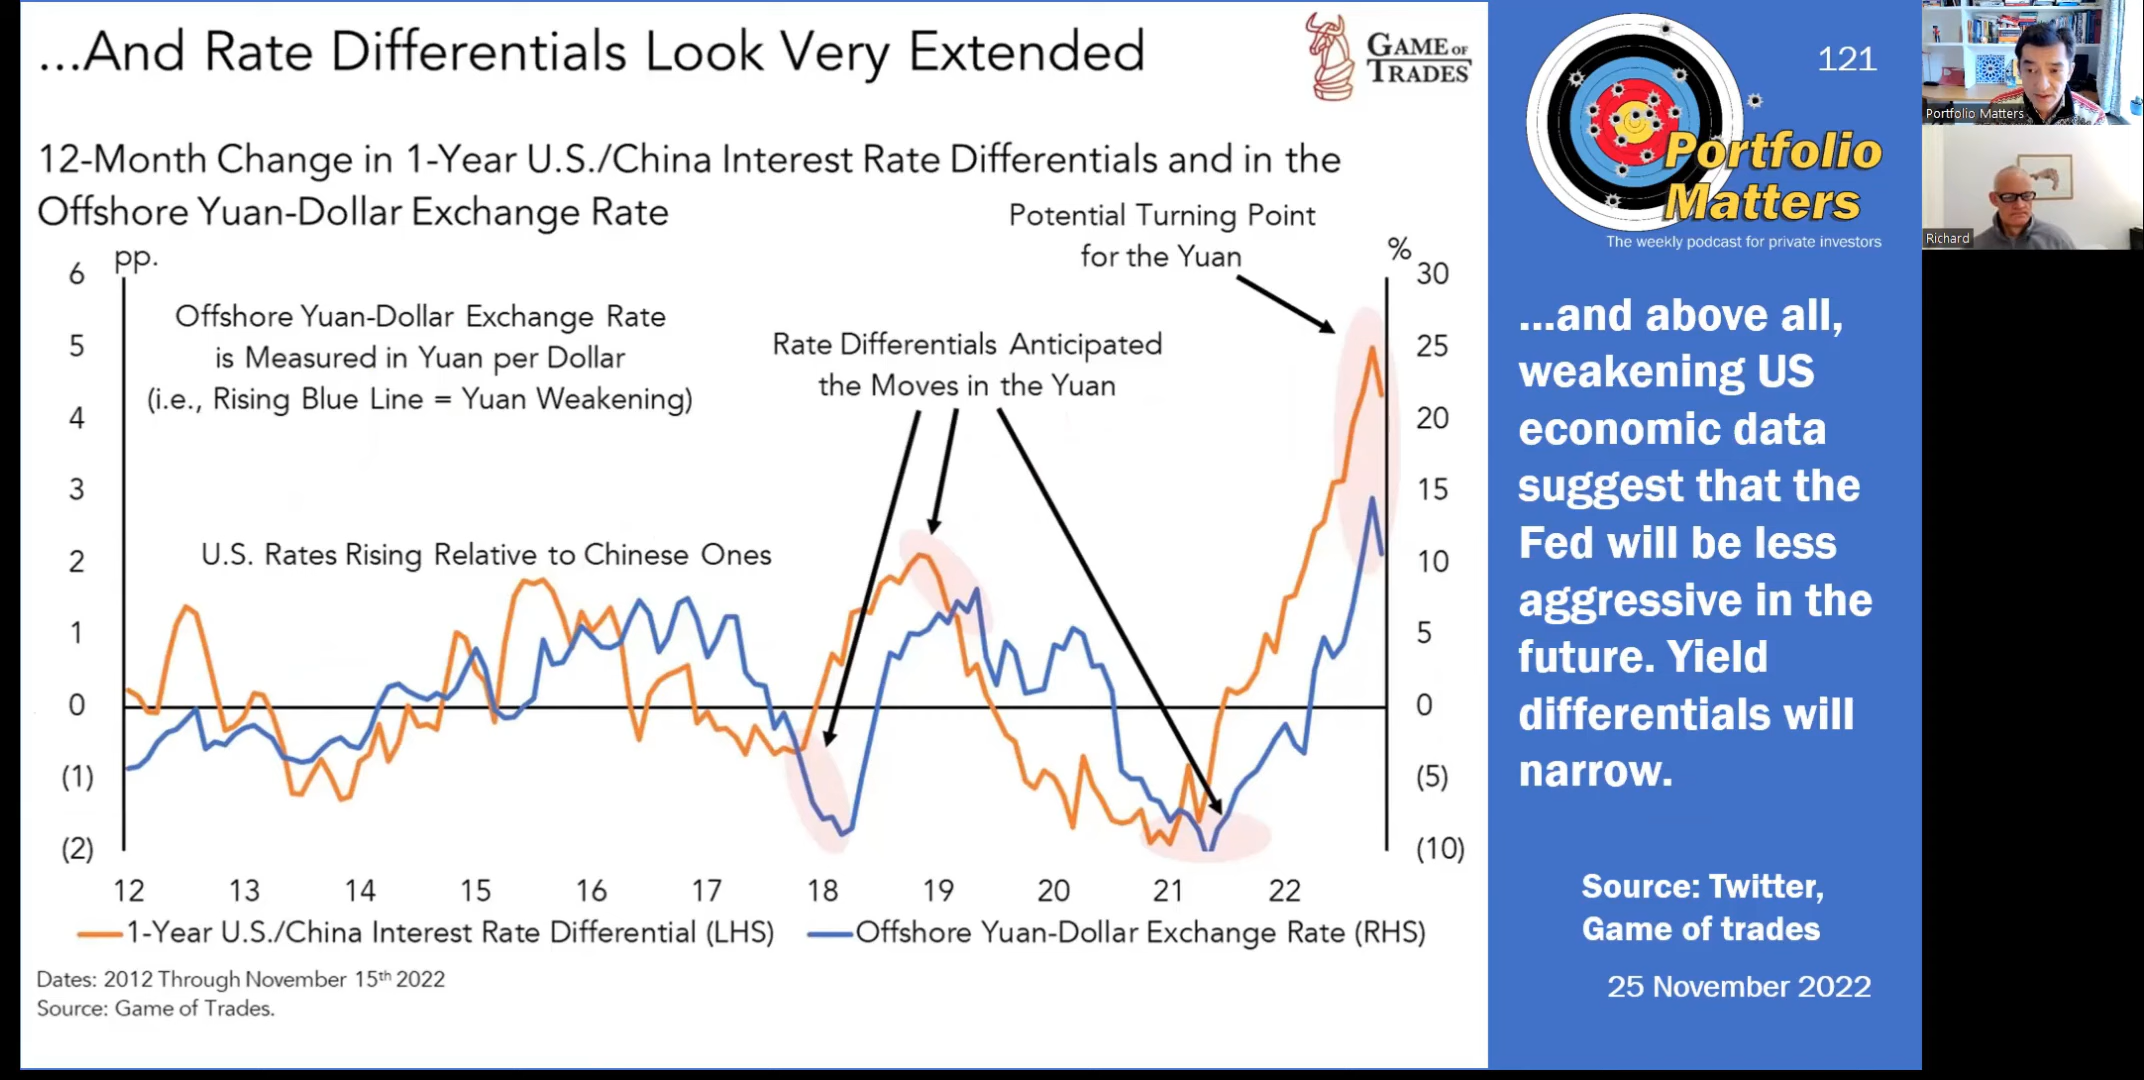 ...And Rate Differentials Look Very Extended
GAME OF
TRADES
12-Month Change in 1-Year U.S./China Interest Rate Differentials and in the
Offshore Yuan-Dollar Exchange Rate
Potential Turning Point
for the Yuan
pp.
%
Offshore Yuan-Dollar Exchange Rate
is Measured in Yuan per Dollar
(i.e., Rising Blue Line = Yuan Weakening)
Rate Differentials Anticipated
the Moves in the Yuan
U.S. Rates Rising Relative to Chinese Ones
6
5
4
3
2
1
0
(1)
(2)
30
25
20
15
10
5
0
(5)
(10)
12 13 14 15 16 17 18 19 20 21 22
1-Year U.S./China Interest Rate Differential (LHS) Offshore Yuan-Dollar Exchange Rate (RHS)
Dates: 2012 Through November 15th 2022
Source: Game of Trades.
121
Portfolio
Matters
The weekly podcast for private investors
...and above all,
weakening US
economic data
suggest that the
Fed will be less
aggressive in the
future. Yield
differentials will
narrow.
Source: Twitter,
Game of trades
25 November 2022
Portfolio Matters
Richard